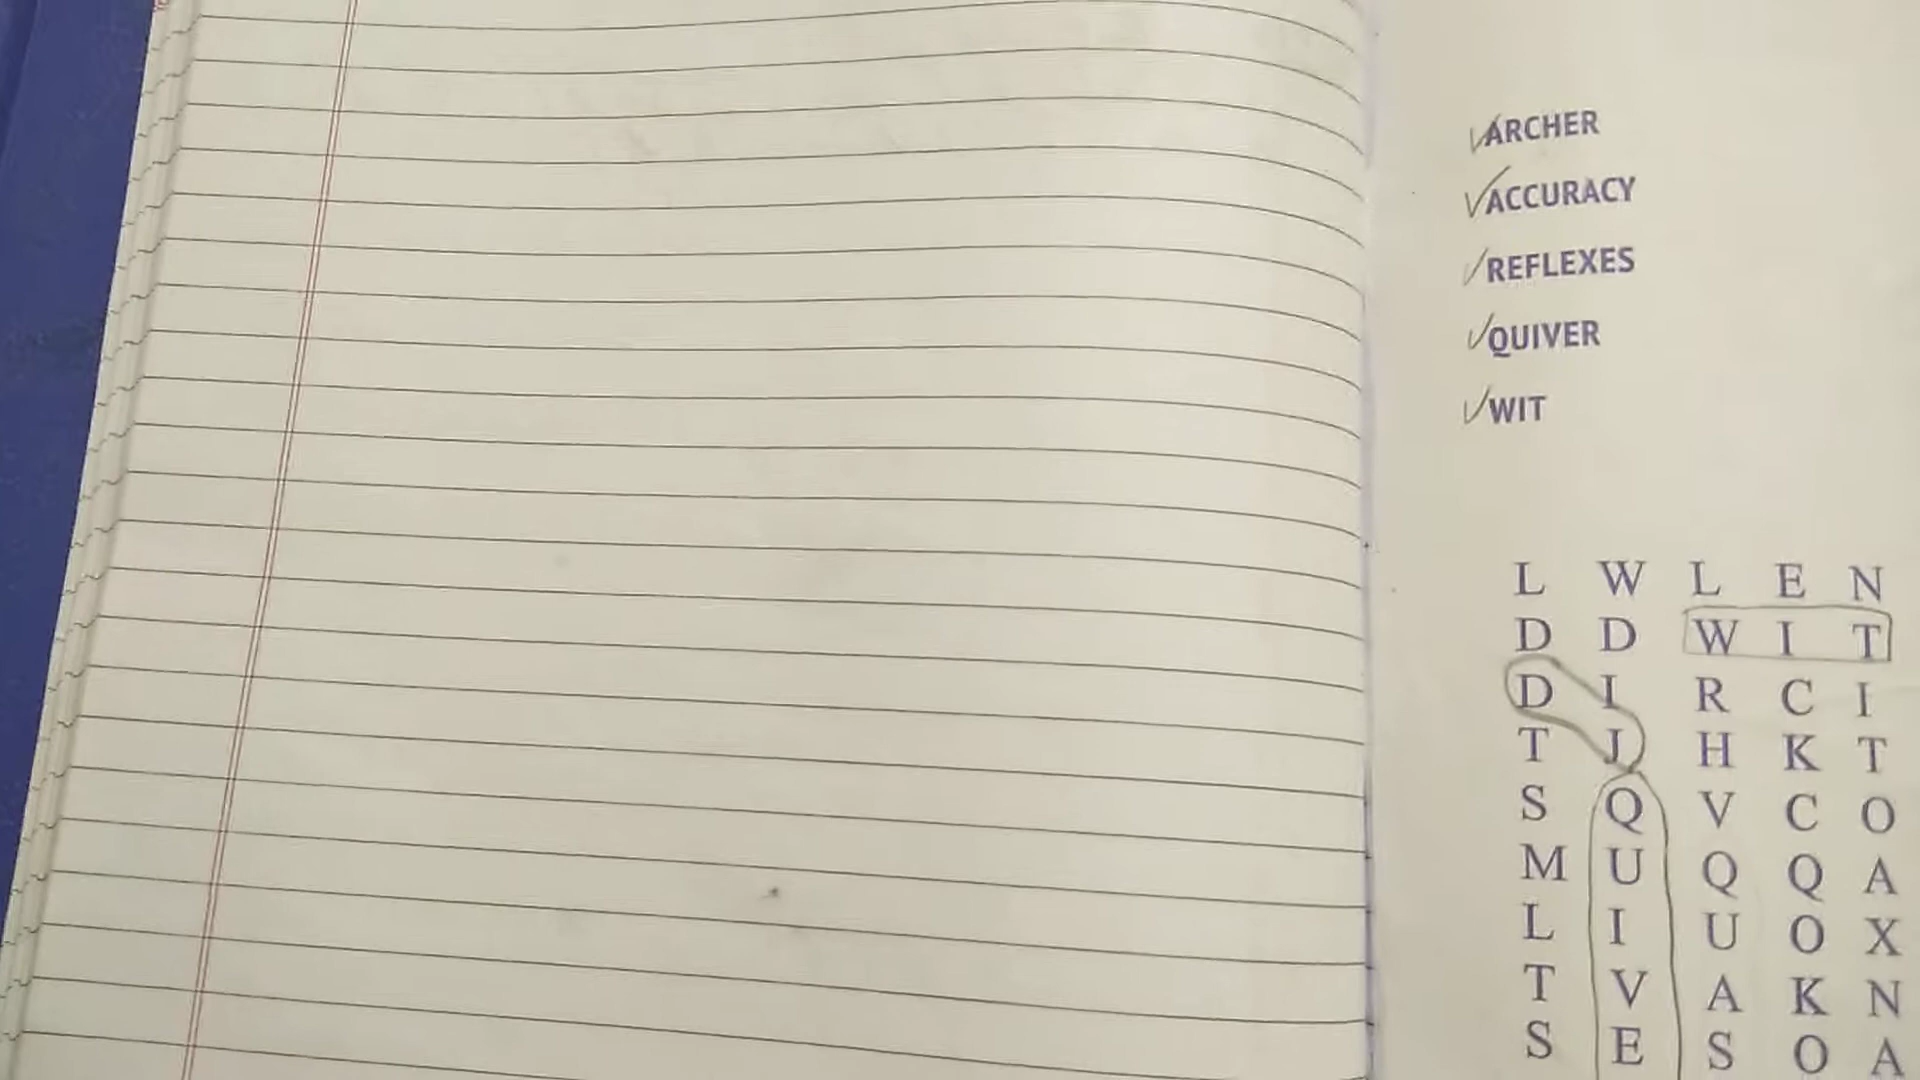 ARCHER
ACCURACY
REFLEXES
QUIVER
WIT
L W L E N
D D W I T
D I R C I
T J H K T
S Q V C O
M U Q Q A
L I U O X
T V A K N
S E S O A